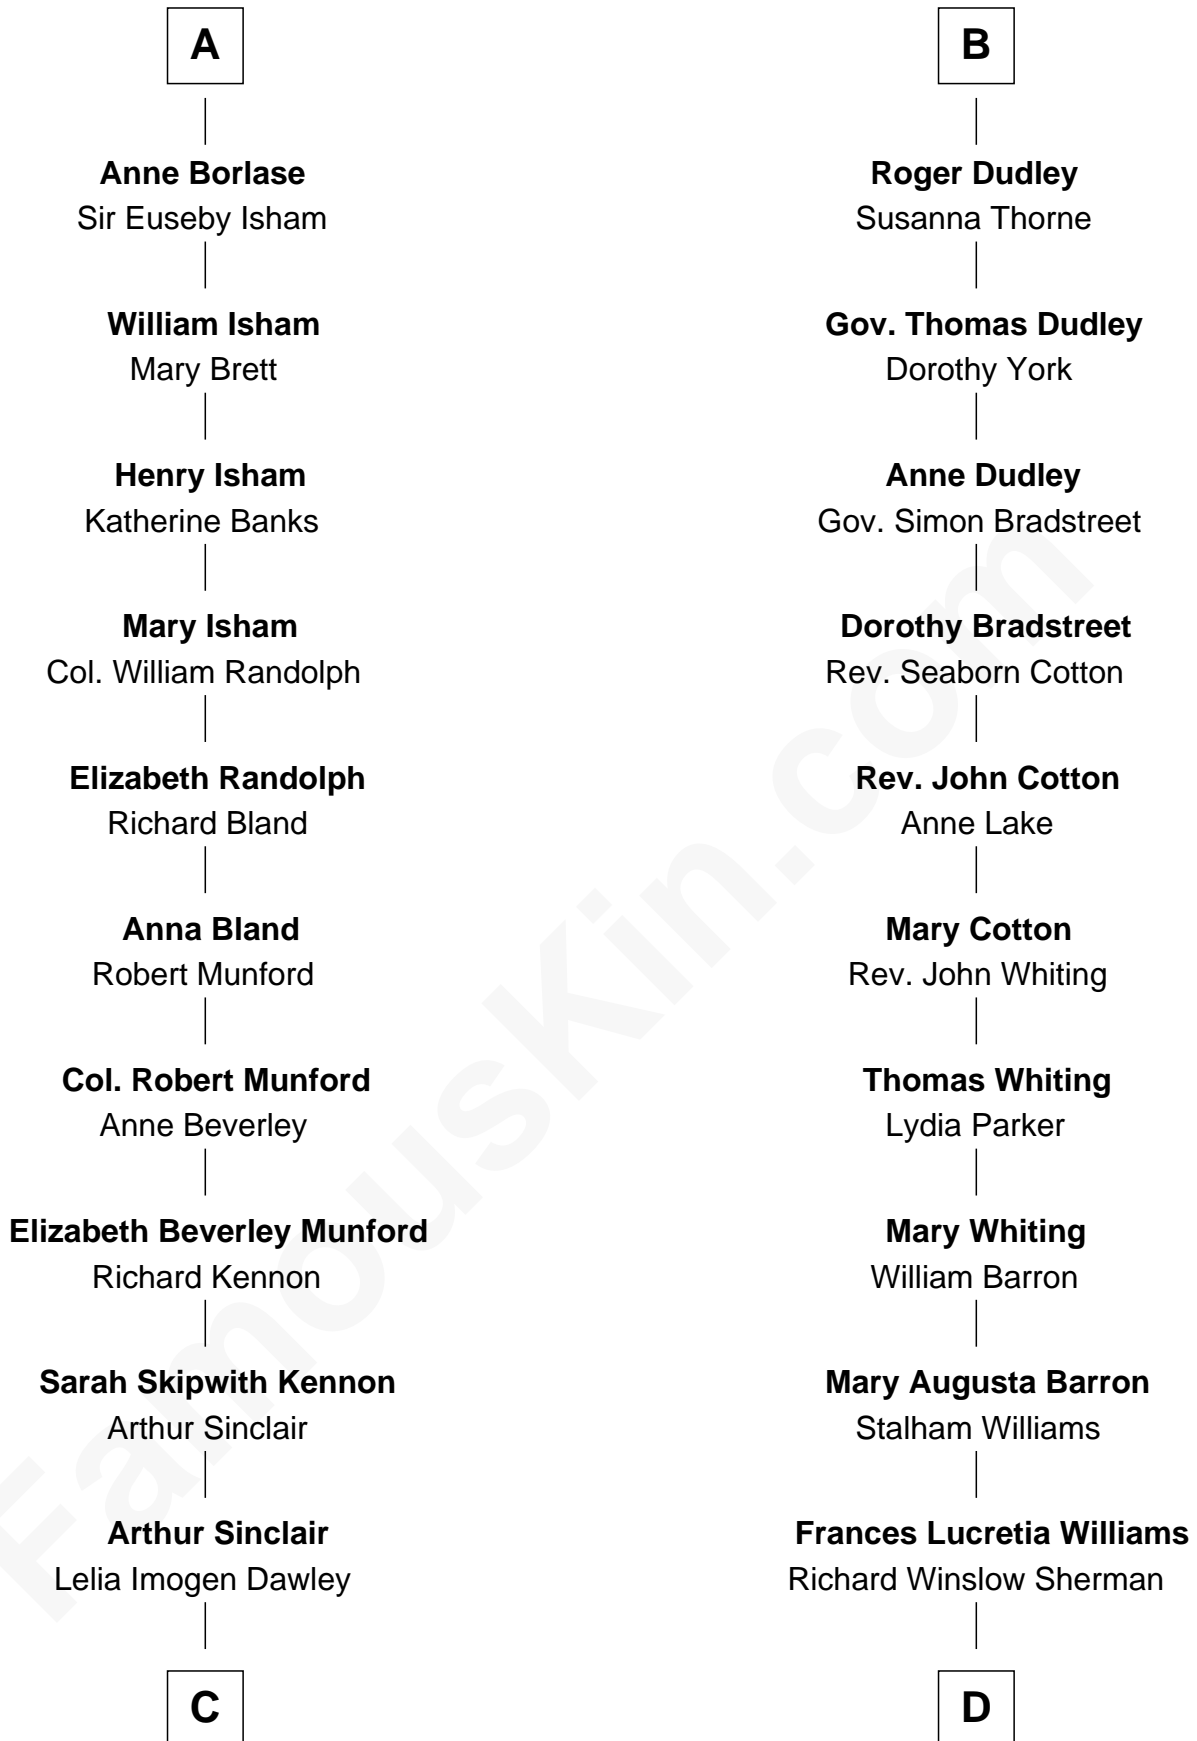 A
Anne Borlase
Sir Euseby Isham
William Isham
Mary Brett
Henry Isham
Katherine Banks
Mary Isham
Col. William Randolph
Elizabeth Randolph
Richard Bland
Anna Bland
Robert Munford
Col. Robert Munford
Anne Beverley
Elizabeth Beverley Munford
Richard Kennon
Sarah Skipwith Kennon
Arthur Sinclair
Arthur Sinclair
Lelia Imogen Dawley
C
B
Roger Dudley
Susanna Thorne
Gov. Thomas Dudley
Dorothy York
Anne Dudley
Gov. Simon Bradstreet
Dorothy Bradstreet
Rev. Seaborn Cotton
Rev. John Cotton
Anne Lake
Mary Cotton
Rev. John Whiting
Thomas Whiting
Lydia Parker
Mary Whiting
William Barron
Mary Augusta Barron
Stalham Williams
Frances Lucretia Williams
Richard Winslow Sherman
D
FamousKin.com